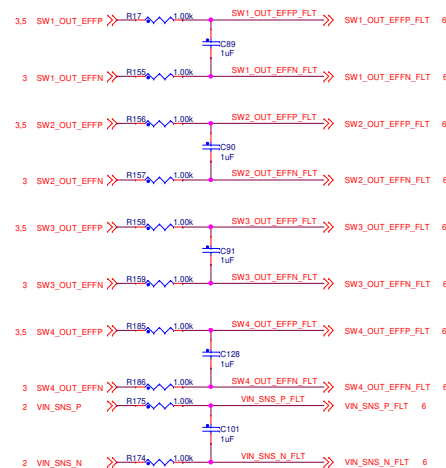 3,5 SW1_OUT_EFFP R17 1.00k SW1_OUT_EFFP_FLT SW1_OUT_EFFP_FLT 6
C89
1uF
3 SW1_OUT_EFFN R155 1.00k SW1_OUT_EFFN_FLT SW1_OUT_EFFN_FLT 6
3,5 SW2_OUT_EFFP R156 1.00k SW2_OUT_EFFP_FLT SW2_OUT_EFFP_FLT 6
C90
1uF
3 SW2_OUT_EFFN R157 1.00k SW2_OUT_EFFN_FLT SW2_OUT_EFFN_FLT 6
3,5 SW3_OUT_EFFP R158 1.00k SW3_OUT_EFFP_FLT SW3_OUT_EFFP_FLT 6
C91
1uF
3 SW3_OUT_EFFN R159 1.00k SW3_OUT_EFFN_FLT SW3_OUT_EFFN_FLT 6
3,5 SW4_OUT_EFFP R185 1.00k SW4_OUT_EFFP_FLT SW4_OUT_EFFP_FLT 6
C128
1uF
3 SW4_OUT_EFFN R186 1.00k SW4_OUT_EFFN_FLT SW4_OUT_EFFN_FLT 6
2 VIN_SNS_P R175 1.00k VIN_SNS_P_FLT VIN_SNS_P_FLT 6
C101
1uF
2 VIN_SNS_N R174 1.00k VIN_SNS_N_FLT VIN_SNS_N_FLT 6